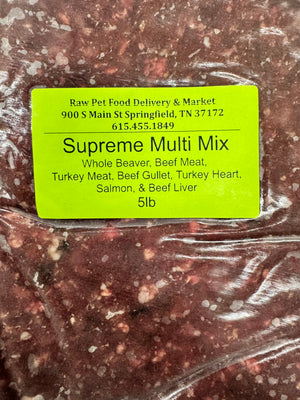 Raw Pet Food Delivery & Market
900 S Main St Springfield, TN 37172
615.455.1849
Supreme Multi Mix
Whole Beaver, Beef Meat,
Turkey Meat, Beef Gullet, Turkey Heart,
Salmon, & Beef Liver
5lb